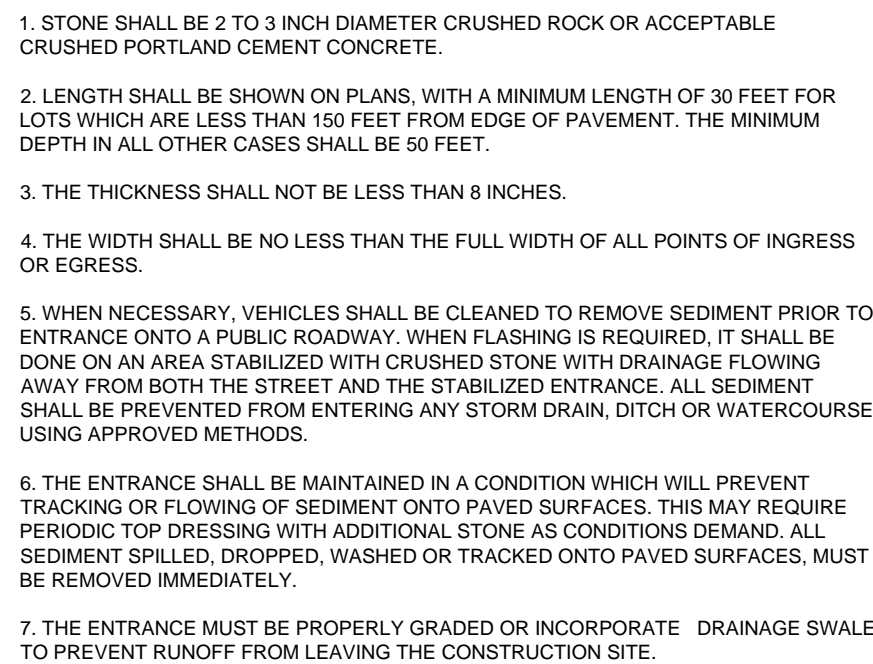 1. STONE SHALL BE 2 TO 3 INCH DIAMETER CRUSHED ROCK OR ACCEPTABLE
CRUSHED PORTLAND CEMENT CONCRETE.
2. LENGTH SHALL BE SHOWN ON PLANS, WITH A MINIMUM LENGTH OF 30 FEET FOR
LOTS WHICH ARE LESS THAN 150 FEET FROM EDGE OF PAVEMENT. THE MINIMUM
DEPTH IN ALL OTHER CASES SHALL BE 50 FEET.
3. THE THICKNESS SHALL NOT BE LESS THAN 8 INCHES.
4. THE WIDTH SHALL BE NO LESS THAN THE FULL WIDTH OF ALL POINTS OF INGRESS
OR EGRESS.
5. WHEN NECESSARY, VEHICLES SHALL BE CLEANED TO REMOVE SEDIMENT PRIOR TO
ENTRANCE ONTO A PUBLIC ROADWAY. WHEN FLASHING IS REQUIRED, IT SHALL BE
DONE ON AN AREA STABILIZED WITH CRUSHED STONE WITH DRAINAGE FLOWING
AWAY FROM BOTH THE STREET AND THE STABILIZED ENTRANCE. ALL SEDIMENT
SHALL BE PREVENTED FROM ENTERING ANY STORM DRAIN, DITCH OR WATERCOURSE
USING APPROVED METHODS.
6. THE ENTRANCE SHALL BE MAINTAINED IN A CONDITION WHICH WILL PREVENT
TRACKING OR FLOWING OF SEDIMENT ONTO PAVED SURFACES. THIS MAY REQUIRE
PERIODIC TOP DRESSING WITH ADDITIONAL STONE AS CONDITIONS DEMAND. ALL
SEDIMENT SPILLED, DROPPED, WASHED OR TRACKED ONTO PAVED SURFACES, MUST
BE REMOVED IMMEDIATELY.
7. THE ENTRANCE MUST BE PROPERLY GRADED OR INCORPORATE DRAINAGE SWALE
TO PREVENT RUNOFF FROM LEAVING THE CONSTRUCTION SITE.